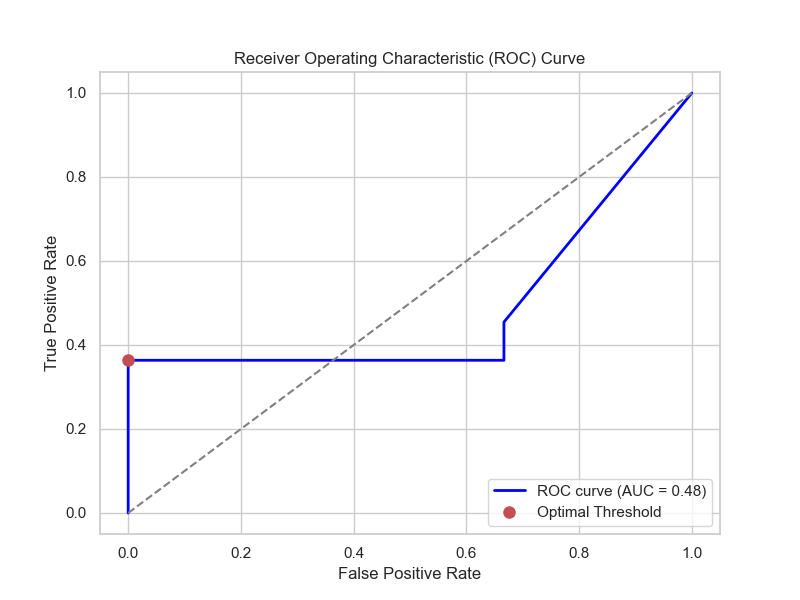 Receiver Operating Characteristic (ROC) Curve
True Positive Rate
1.0
0.8
0.6
0.4
0.2
0.0
0.0 0.2 0.4 0.6 0.8 1.0
False Positive Rate
ROC curve (AUC = 0.48)
Optimal Threshold